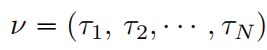 ν = (τ₁, τ₂, ⋯ , τ_N)